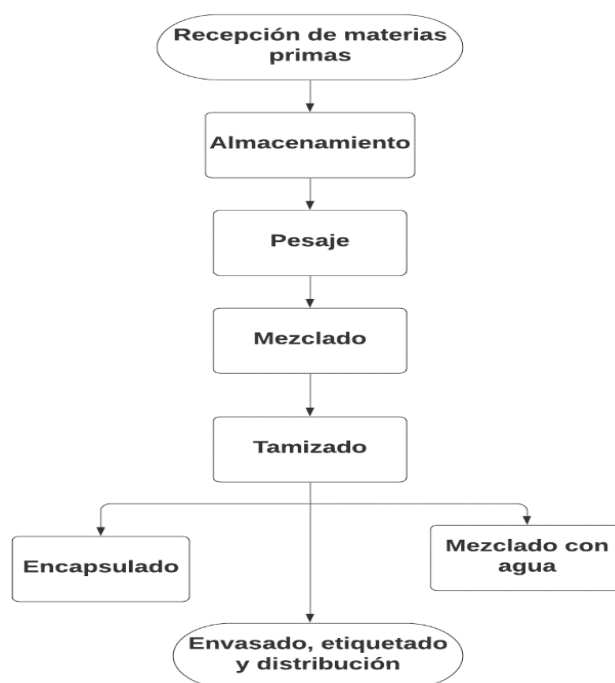 Recepción de materias
primas
Almacenamiento
Pesaje
Mezclado
Tamizado
Encapsulado
Mezclado con
agua
Envasado, etiquetado
y distribución